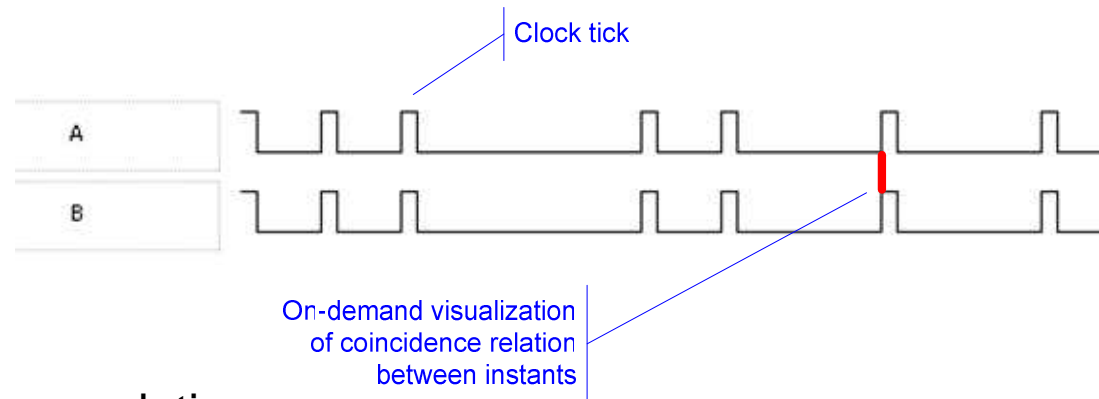 Clock tick
A
B
On-demand visualization
of coincidence relation
between instants